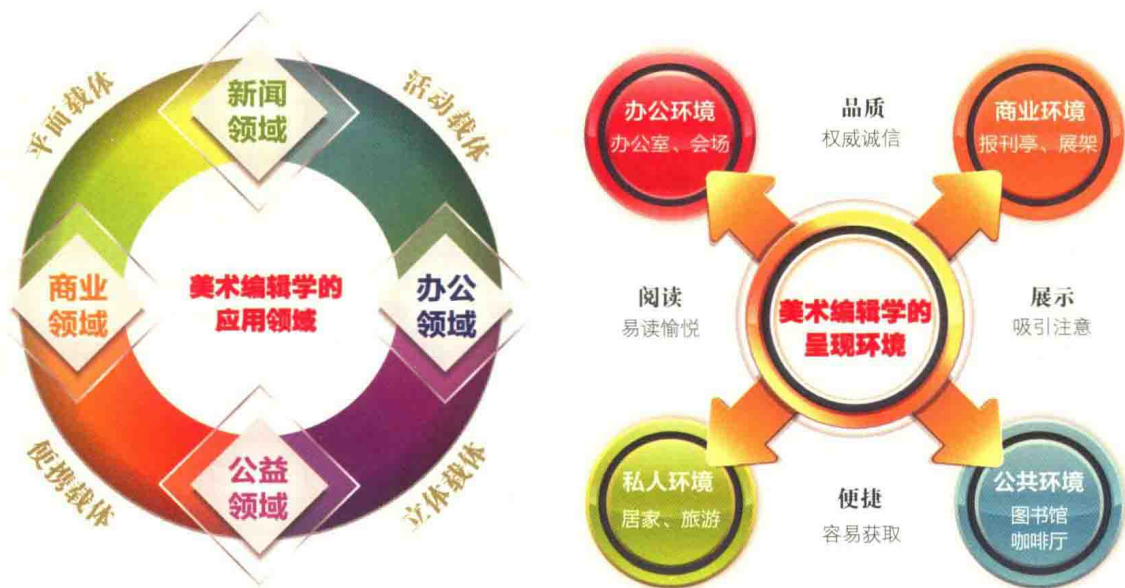 平面载体
活动载体
新闻
领域
商业
领域
美术编辑学的
应用领域
办公
领域
公益
领域
便携载体
立体载体
办公环境
办公室、会场
品质
权威诚信
商业环境
报刊亭、展架
阅读
易读愉悦
美术编辑学的
呈现环境
展示
吸引注意
私人环境
居家、旅游
便捷
容易获取
公共环境
图书馆
咖啡厅